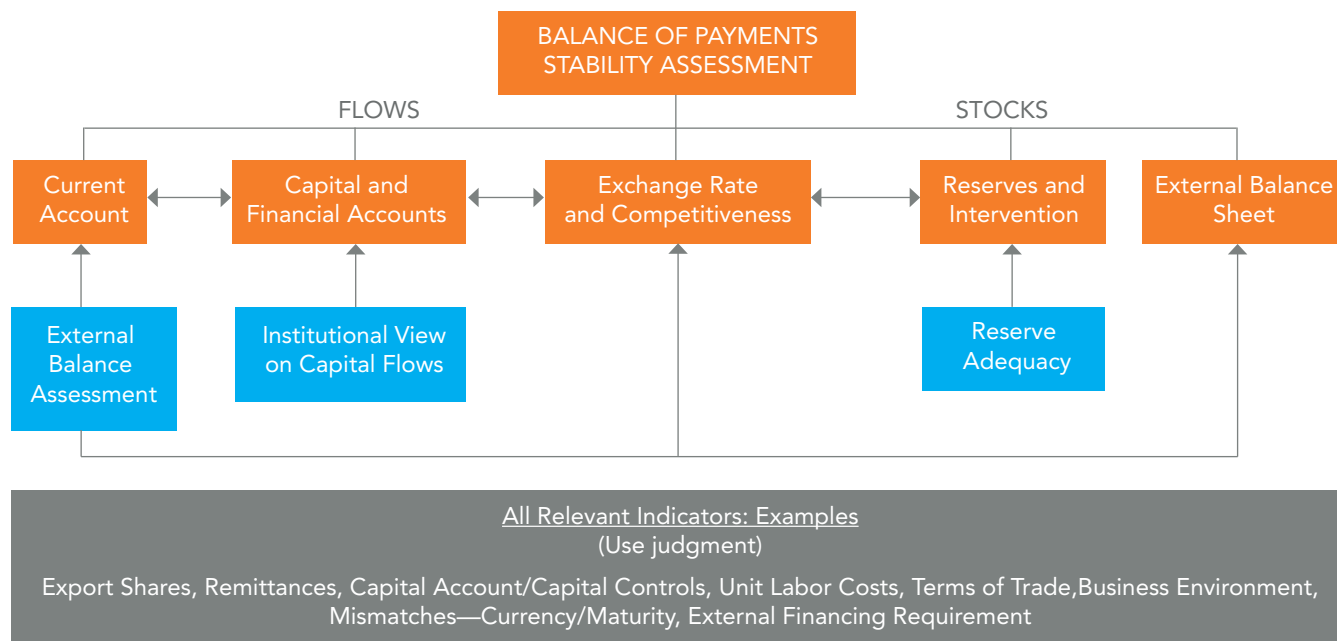 BALANCE OF PAYMENTS
STABILITY ASSESSMENT
FLOWS
STOCKS
Current
Account
Capital and
Financial Accounts
Exchange Rate
and Competitiveness
Reserves and
Intervention
External Balance
Sheet
External
Balance
Assessment
Institutional View
on Capital Flows
Reserve
Adequacy
All Relevant Indicators: Examples
(Use judgment)
Export Shares, Remittances, Capital Account/Capital Controls, Unit Labor Costs, Terms of Trade,Business Environment,
Mismatches—Currency/Maturity, External Financing Requirement